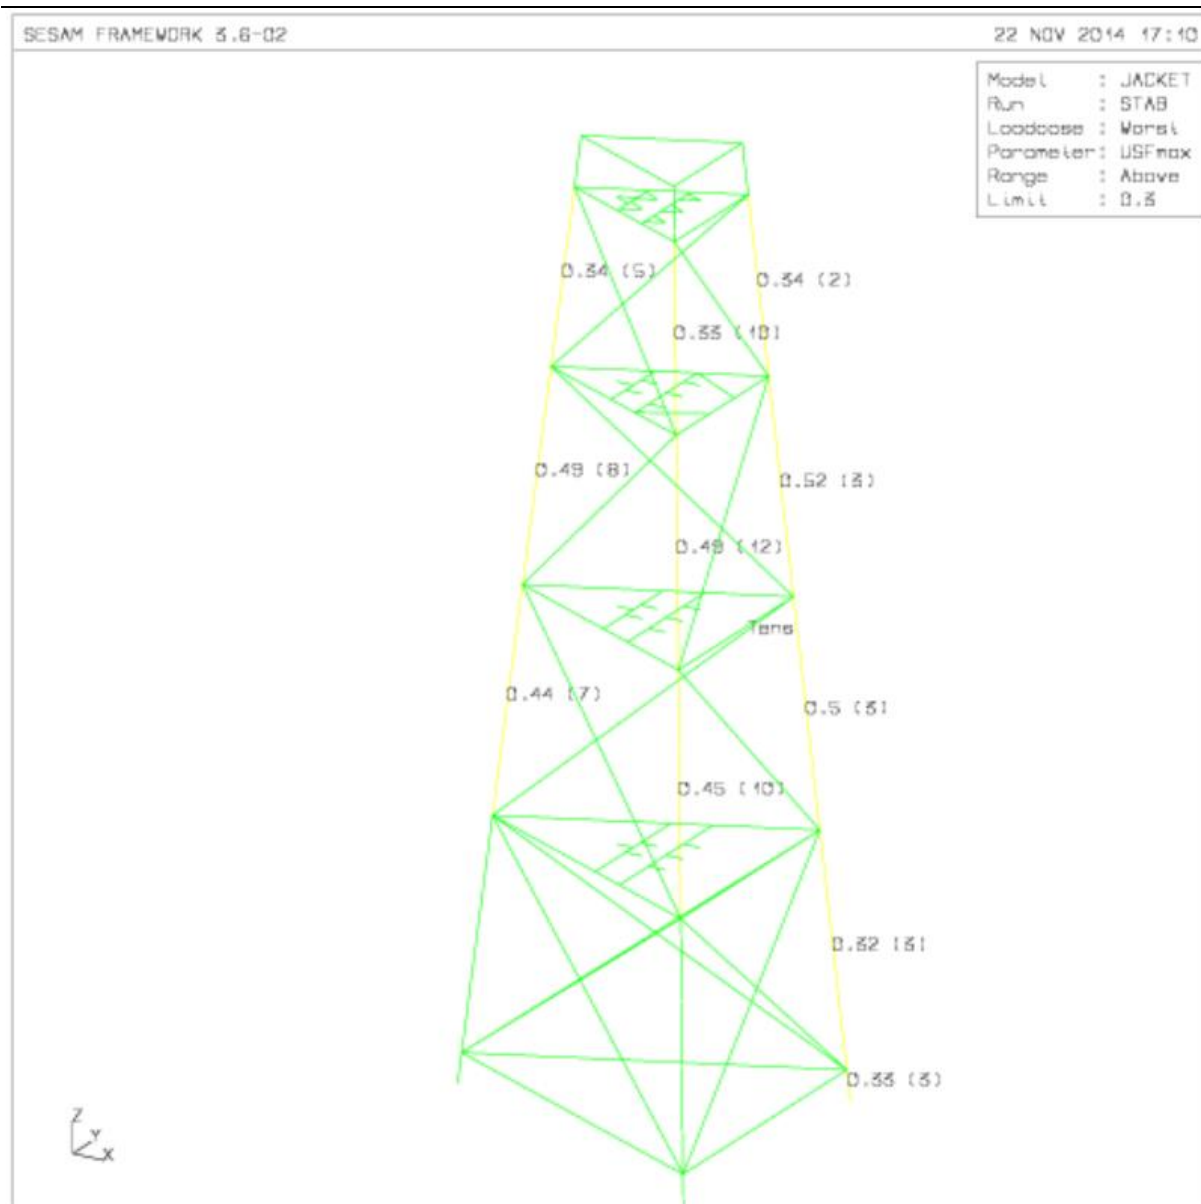 SESAM FRAMEWORK 3.6-02
22 NOV 2014 17:10
Model : JACKET
Run : STAB
Loadcase : Worst
Parameter: USFmax
Range : Above
Limit : 0.3
0.34 (5)
0.34 (2)
0.33 (10)
0.49 (8)
0.52 (3)
0.49 (12)
Tens
0.44 (7)
0.5 (3)
0.45 (10)
0.32 (3)
0.33 (3)
Z
Y
X